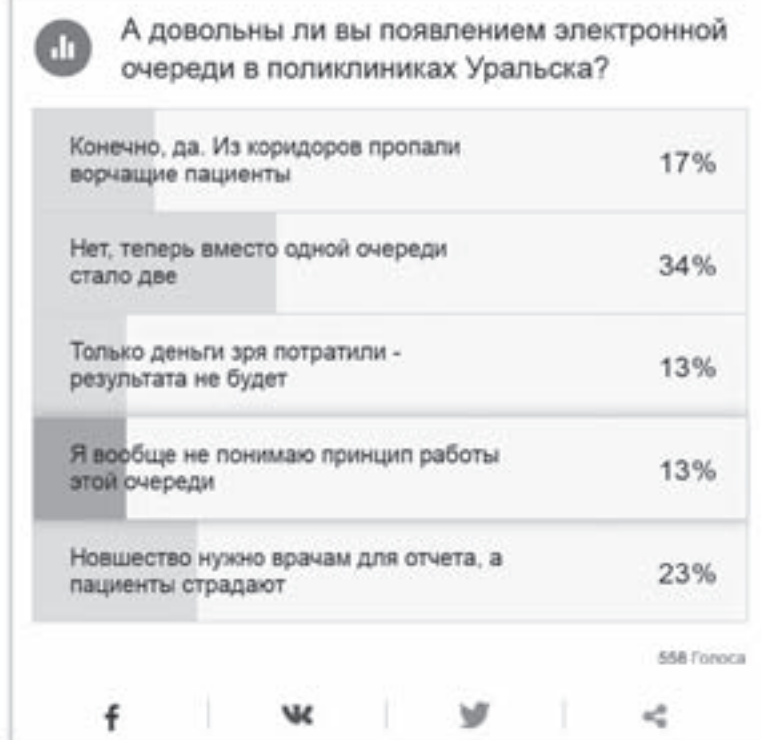 А довольны ли вы появлением электронной
очереди в поликлиниках Уральска?
Конечно, да. Из коридоров пропали
ворчащие пациенты
17%
Нет, теперь вместо одной очереди
стало две
34%
Только деньги зря потратили -
результата не будет
13%
Я вообще не понимаю принцип работы
этой очереди
13%
Новшество нужно врачам для отчета, а
пациенты страдают
23%
558 Голоса